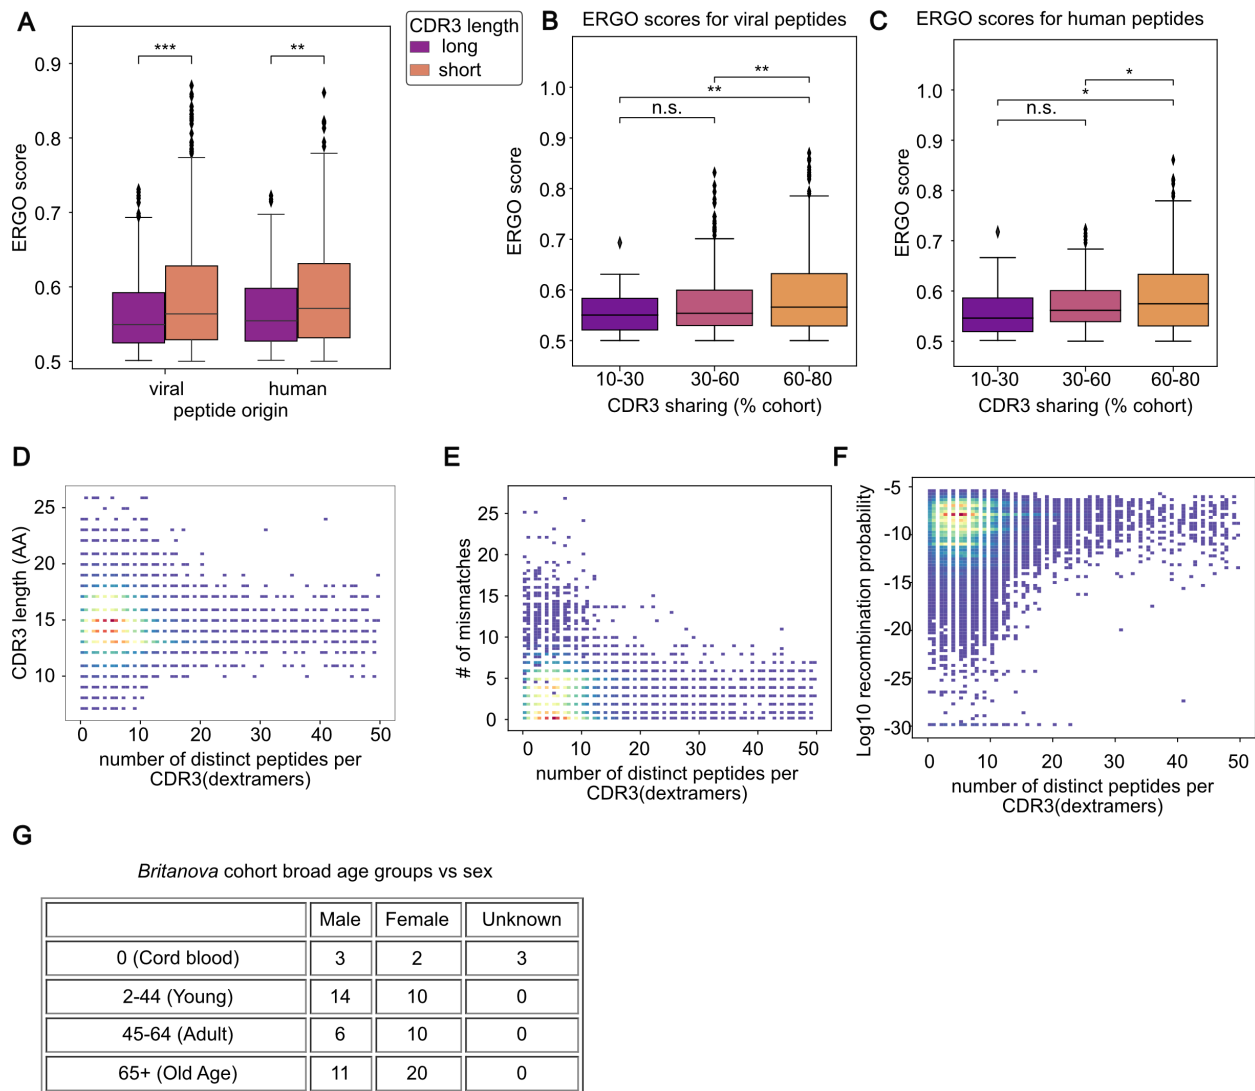 A
CDR3 length
long
short
***
**
ERGO score
0.9
0.8
0.7
0.6
0.5
viral
human
peptide origin
B
ERGO scores for viral peptides
**
**
n.s.
ERGO score
1.0
0.9
0.8
0.7
0.6
0.5
10-30
30-60
60-80
CDR3 sharing (% cohort)
C
ERGO scores for human peptides
*
*
n.s.
ERGO score
1.0
0.9
0.8
0.7
0.6
0.5
10-30
30-60
60-80
CDR3 sharing (% cohort)
D
CDR3 length (AA)
25
20
15
10
0 10 20 30 40 50
number of distinct peptides per
CDR3(dextramers)
E
# of mismatches
25
20
15
10
5
0
0 10 20 30 40 50
number of distinct peptides per
CDR3(dextramers)
F
Log10 recombination probability
-5
-10
-15
-20
-25
-30
0 10 20 30 40 50
number of distinct peptides per
CDR3(dextramers)
G
Britanova cohort broad age groups vs sex
Male Female Unknown
0 (Cord blood) 3 2 3
2-44 (Young) 14 10 0
45-64 (Adult) 6 10 0
65+ (Old Age) 11 20 0